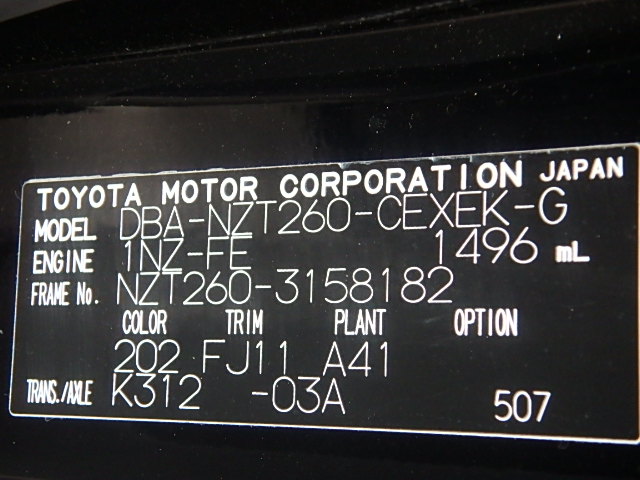 TOYOTA MOTOR CORPORATION JAPAN
MODEL DBA-NZT260-CEXEK-G
ENGINE 1NZ-FE 1496 mL
FRAME No. NZT260-3158182
COLOR TRIM PLANT OPTION
202 FJ11 A41
TRANS./AXLE K312 -03A 507